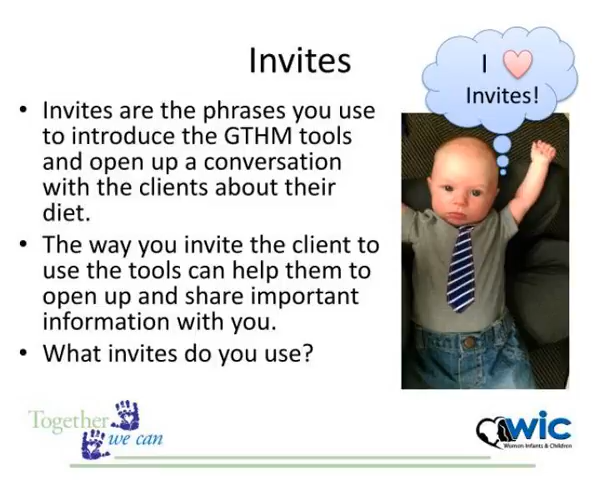 Invites
I
Invites!
• Invites are the phrases you use
to introduce the GTHM tools
and open up a conversation
with the clients about their
diet.
• The way you invite the client to
use the tools can help them to
open up and share important
information with you.
• What invites do you use?
Together
we can
WIC
Women Infants & Children